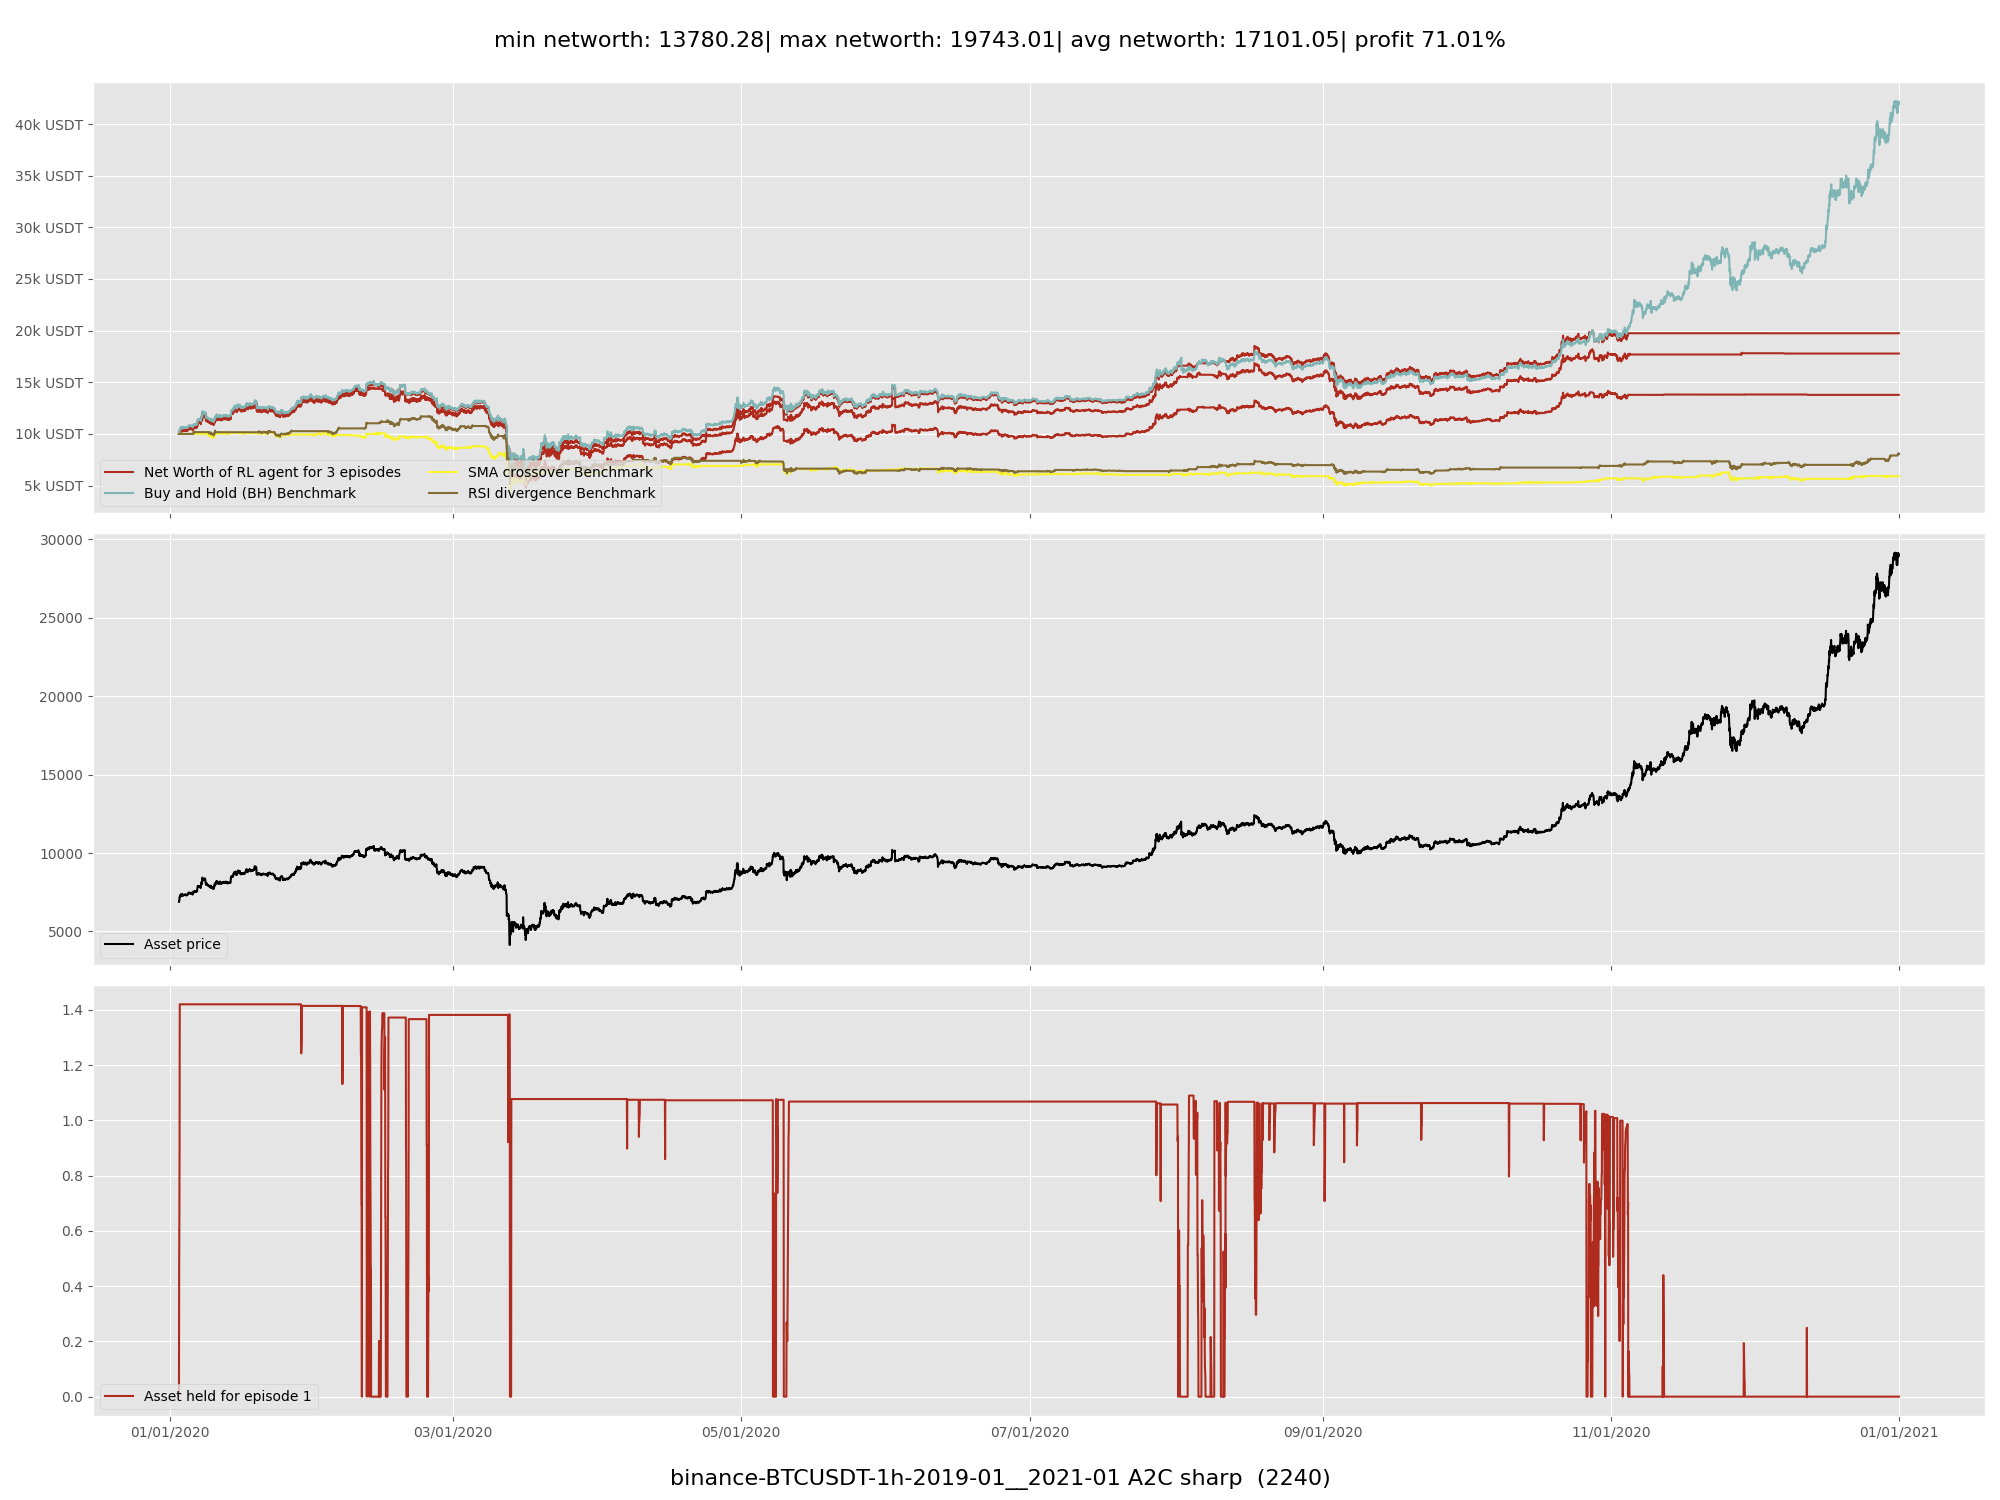 min networth: 13780.28| max networth: 19743.01| avg networth: 17101.05| profit 71.01%
40k USDT
35k USDT
30k USDT
25k USDT
20k USDT
15k USDT
10k USDT
5k USDT
Net Worth of RL agent for 3 episodes
Buy and Hold (BH) Benchmark
SMA crossover Benchmark
RSI divergence Benchmark
30000
25000
20000
15000
10000
5000
Asset price
1.4
1.2
1.0
0.8
0.6
0.4
0.2
0.0
Asset held for episode 1
01/01/2020 03/01/2020 05/01/2020 07/01/2020 09/01/2020 11/01/2020 01/01/2021
binance-BTCUSDT-1h-2019-01__2021-01 A2C sharp (2240)